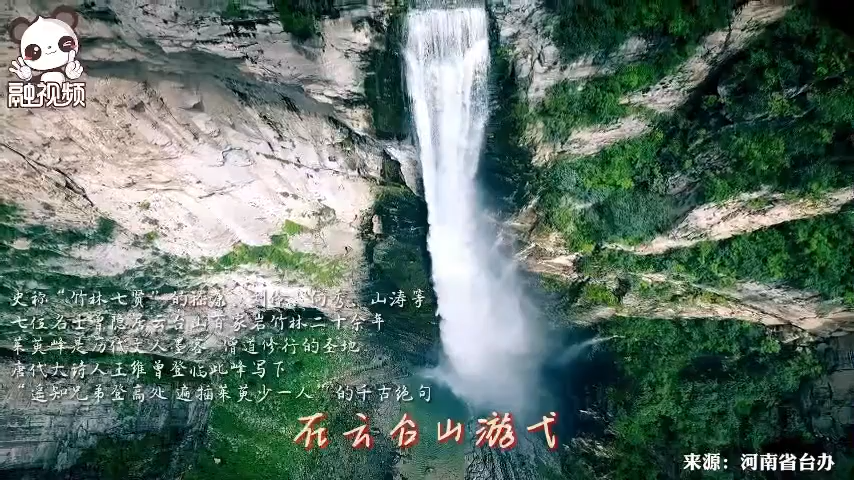 融视频
史称“竹林七贤”的嵇康、刘伶、向秀、山涛等
七位名士曾隐居云台山百家岩竹林二十余年
茱萸峰是历代文人墨客、僧道修行的圣地
唐代大诗人王维曾登临此峰写下
“遥知兄弟登高处 遍插茱萸少一人”的千古绝句
在云台山游弋
来源：河南省台办